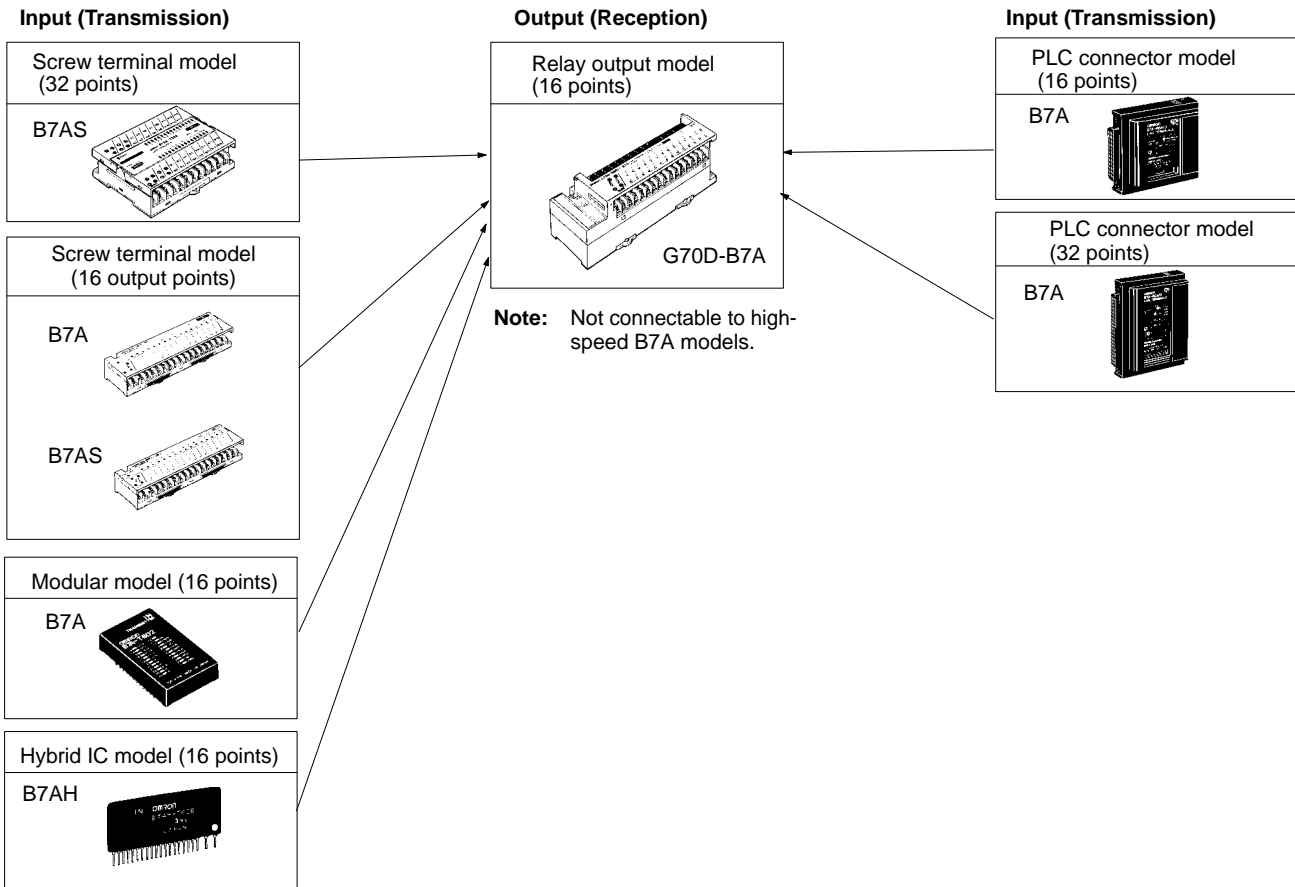 Input (Transmission)
Screw terminal model
(32 points)
B7AS
Screw terminal model
(16 output points)
B7A
B7AS
Modular model (16 points)
B7A
Hybrid IC model (16 points)
B7AH
OMRON
Output (Reception)
Relay output model
(16 points)
G70D-B7A
Note: Not connectable to high-
speed B7A models.
Input (Transmission)
PLC connector model
(16 points)
B7A
PLC connector model
(32 points)
B7A